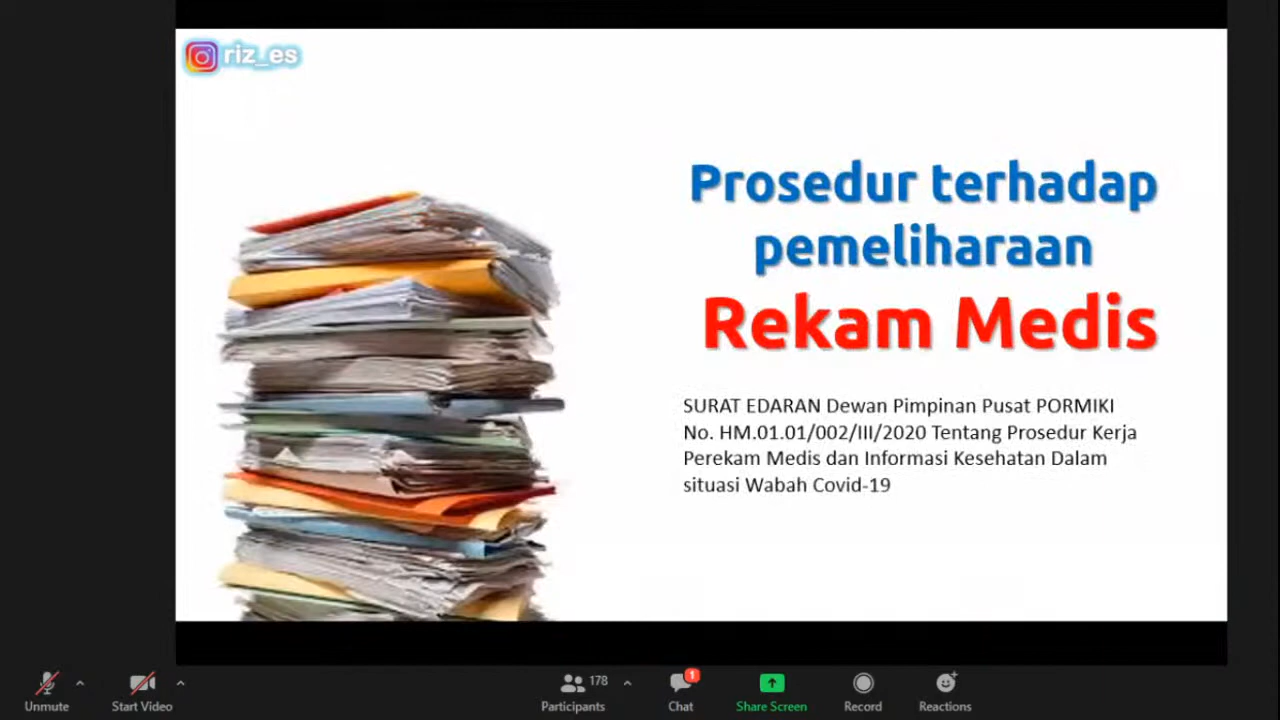 riz_es
Prosedur terhadap
pemeliharaan
Rekam Medis
SURAT EDARAN Dewan Pimpinan Pusat PORMIKI
No. HM.01.01/002/III/2020 Tentang Prosedur Kerja
Perekam Medis dan Informasi Kesehatan Dalam
situasi Wabah Covid-19
Unmute
Start Video
178
Participants
1
Chat
Share Screen
Record
Reactions